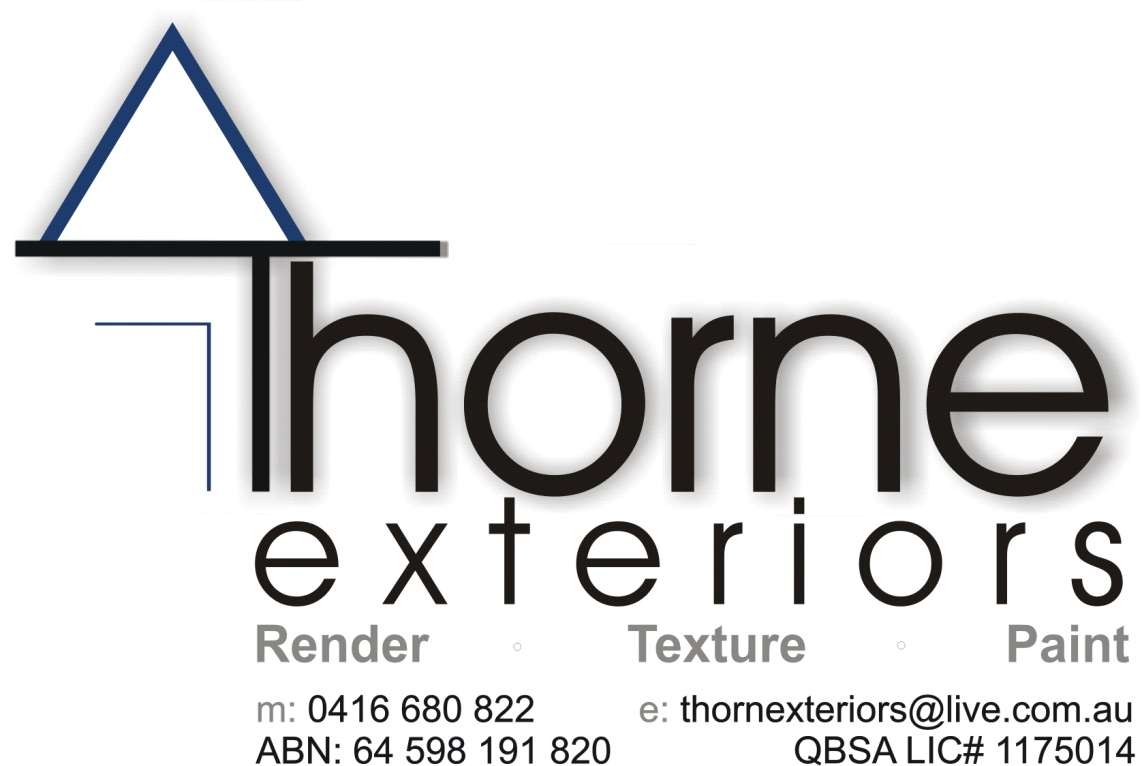 Thorne
exteriors
Render Texture Paint
m: 0416 680 822 e: thornexteriors@live.com.au
ABN: 64 598 191 820 QBSA LIC# 1175014